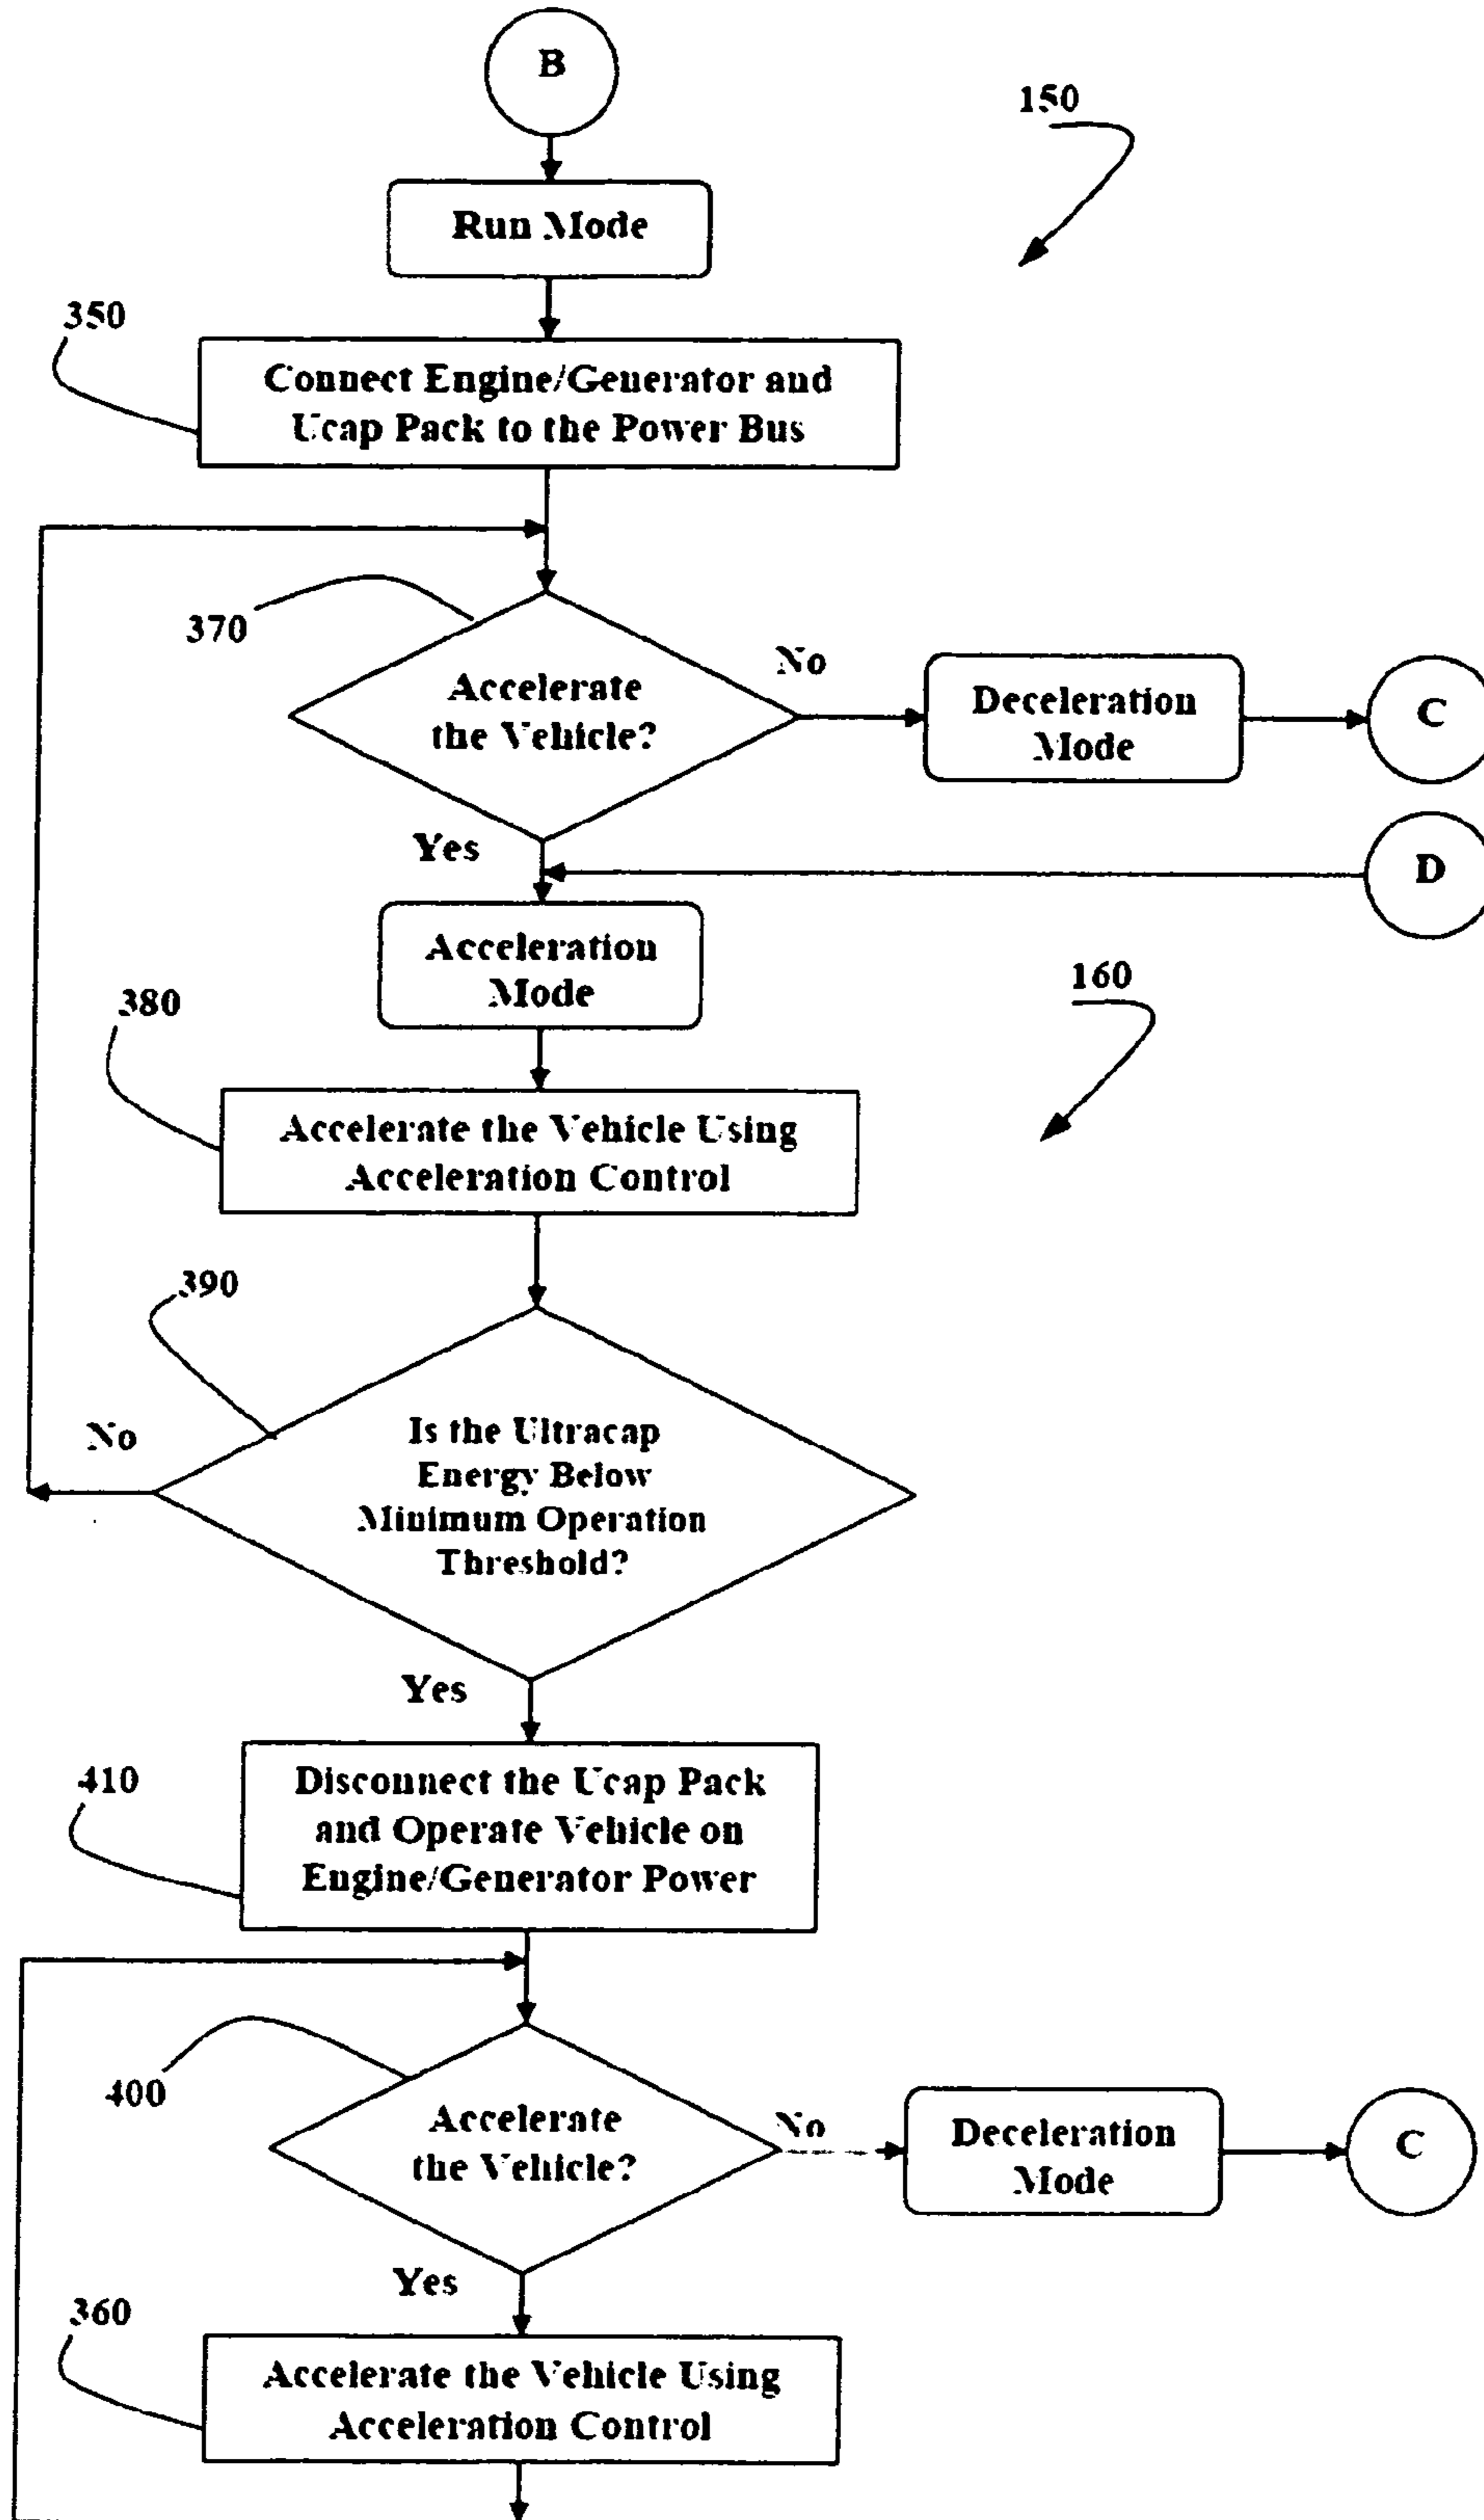 B
150
Run Mode
350
Connect Engine/Generator and
Ucap Pack to the Power Bus
370
Accelerate
the Vehicle?
No
Deceleration
Mode
C
Yes
D
Acceleration
Mode
160
380
Accelerate the Vehicle Using
Acceleration Control
390
No
Is the Ultracap
Energy Below
Minimum Operation
Threshold?
Yes
410
Disconnect the Ucap Pack
and Operate Vehicle on
Engine/Generator Power
400
Accelerate
the Vehicle?
No
Deceleration
Mode
C
Yes
360
Accelerate the Vehicle Using
Acceleration Control